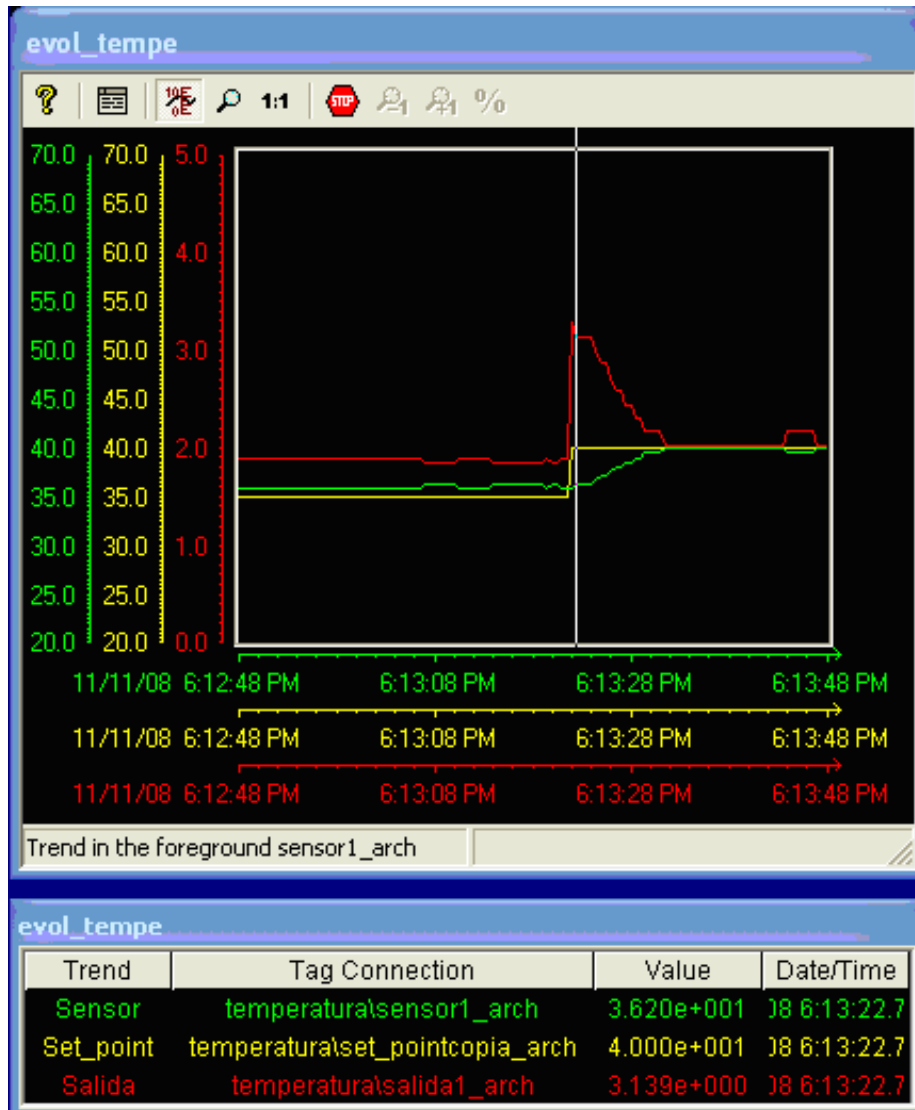 evol_tempe
1:1 STOP %
70.0 70.0 5.0
65.0 65.0
60.0 60.0 4.0
55.0 55.0
50.0 50.0 3.0
45.0 45.0
40.0 40.0 2.0
35.0 35.0
30.0 30.0 1.0
25.0 25.0
20.0 20.0 0.0
11/11/08 6:12:48 PM 6:13:08 PM 6:13:28 PM 6:13:48 PM
11/11/08 6:12:48 PM 6:13:08 PM 6:13:28 PM 6:13:48 PM
11/11/08 6:12:48 PM 6:13:08 PM 6:13:28 PM 6:13:48 PM
Trend in the foreground sensor1_arch
evol_tempe
Trend Tag Connection Value Date/Time
Sensor temperatura\sensor1_arch 3.620e+001 08 6:13:22.7
Set_point temperatura\set_pointcopia_arch 4.000e+001 08 6:13:22.7
Salida temperatura\salida1_arch 3.139e+000 08 6:13:22.7